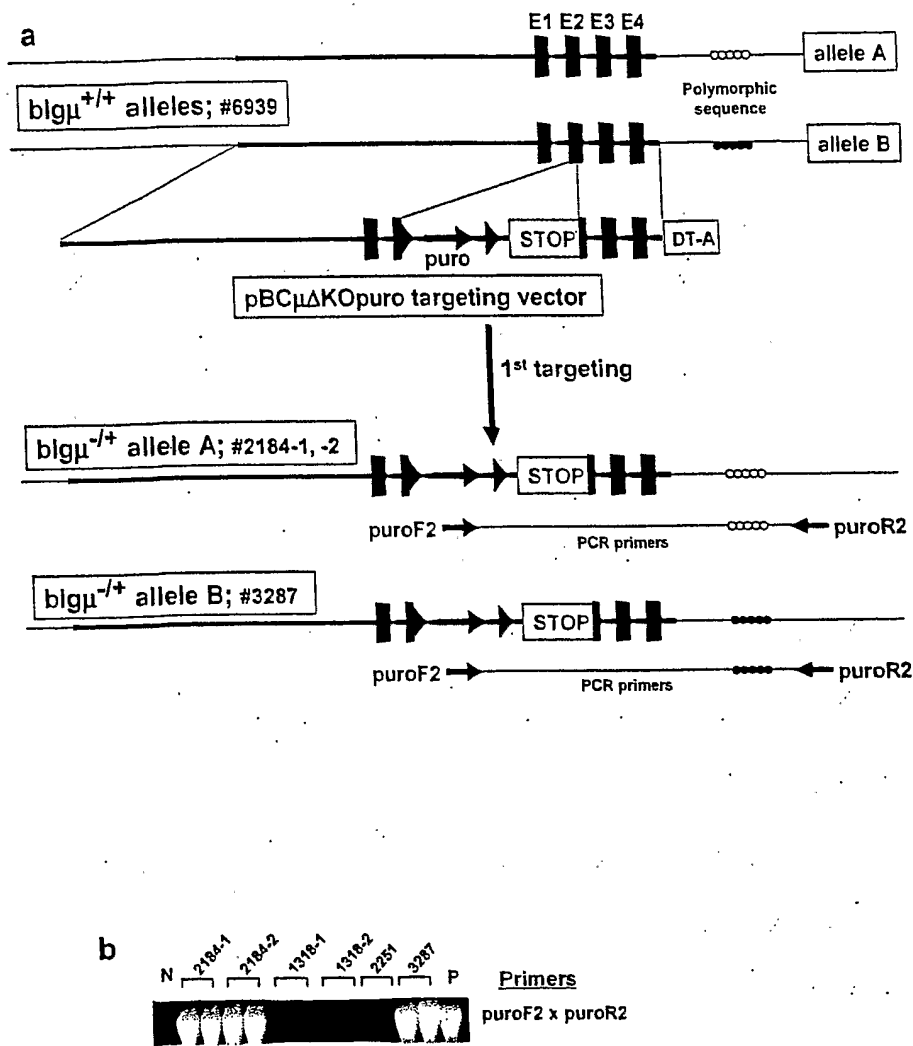 a
E1 E2 E3 E4
allele A
bIgμ+/+ alleles; #6939
Polymorphic
sequence
allele B
puro
STOP
DT-A
pBCμΔKOpuro targeting vector
1st targeting
bIgμ-/+ allele A; #2184-1, -2
STOP
puroF2
PCR primers
puroR2
bIgμ-/+ allele B; #3287
STOP
puroF2
PCR primers
puroR2
b
N 2184-1 2184-2 1318-1 1318-2 2251 3287 P
Primers
puroF2 x puroR2